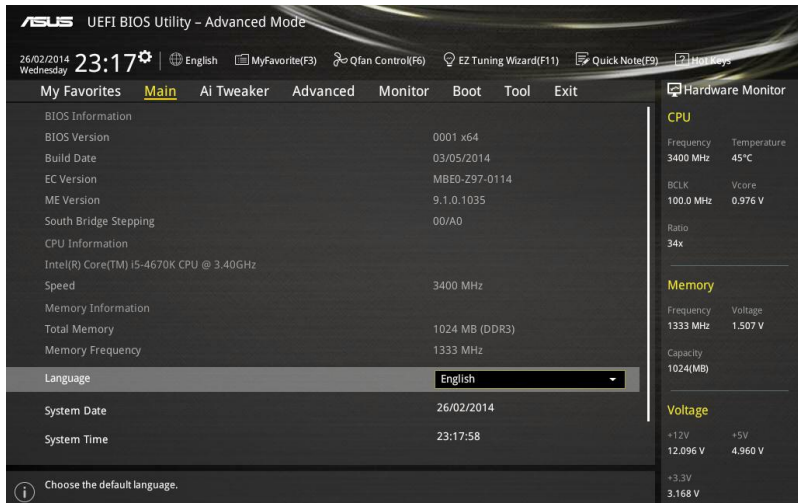 ASUS UEFI BIOS Utility – Advanced Mode
26/02/2014
Wednesday
23:17
English
MyFavorite(F3)
Qfan Control(F6)
EZ Tuning Wizard(F11)
Quick Note(F9)
? Hot Keys
My Favorites Main Ai Tweaker Advanced Monitor Boot Tool Exit
BIOS Information
BIOS Version 0001 x64
Build Date 03/05/2014
EC Version MBE0-Z97-0114
ME Version 9.1.0.1035
South Bridge Stepping 00/A0
CPU Information
Intel(R) Core(TM) i5-4670K CPU @ 3.40GHz
Speed 3400 MHz
Memory Information
Total Memory 1024 MB (DDR3)
Memory Frequency 1333 MHz
Language English
System Date 26/02/2014
System Time 23:17:58
i Choose the default language.
Hardware Monitor
CPU
Frequency Temperature
3400 MHz 45°C
BCLK Vcore
100.0 MHz 0.976 V
Ratio
34x
Memory
Frequency Voltage
1333 MHz 1.507 V
Capacity
1024(MB)
Voltage
+12V +5V
12.096 V 4.960 V
+3.3V
3.168 V